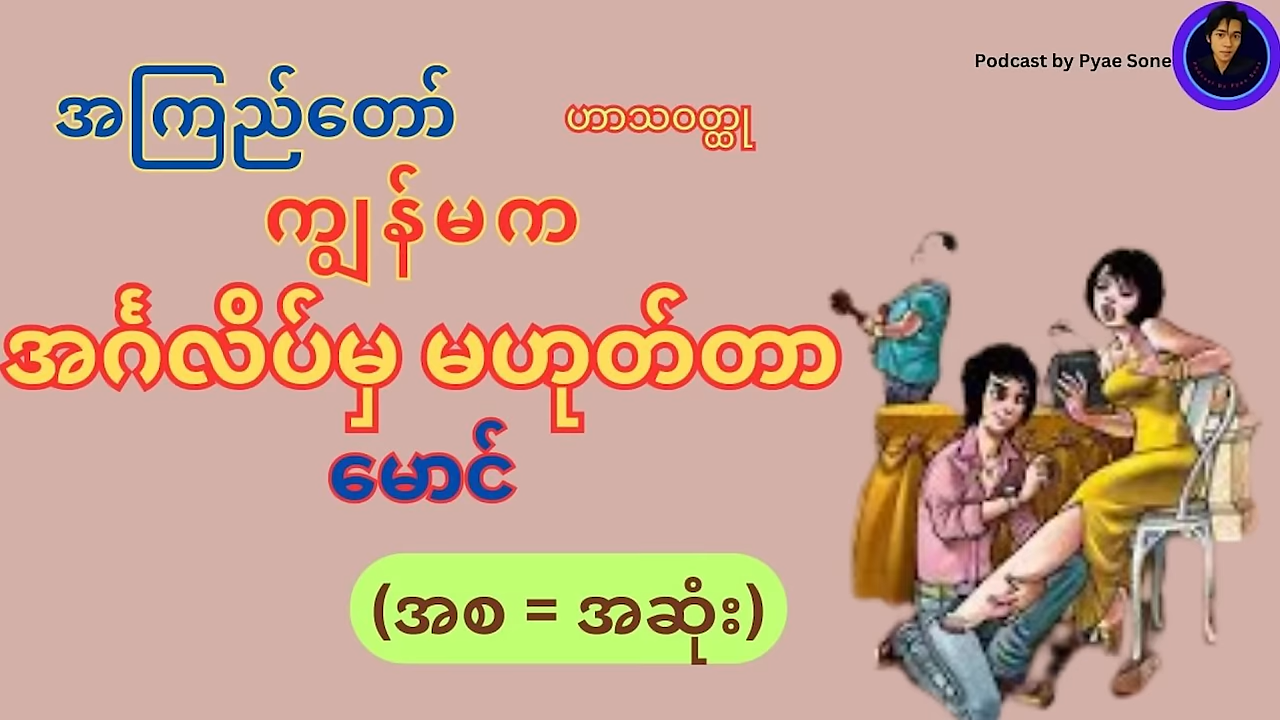 Podcast by Pyae Sone
အကြည်တော်
ဟာသဝတ္ထု
ကျွန်မက
အင်္ဂလိပ်မှ မဟုတ်တာ
မောင်
(အစ = အဆုံး)